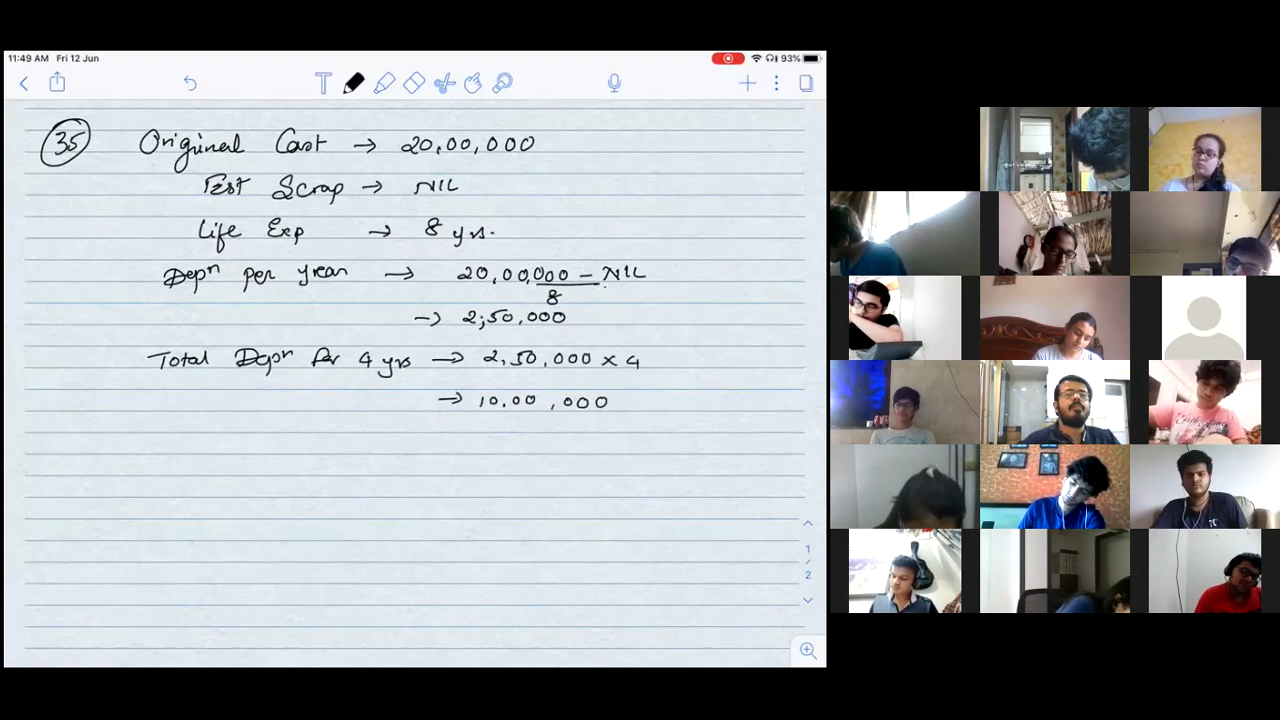 11:49 AM Fri 12 Jun
93%
T
35 Original Cost → 20,00,000
Est Scrap → NIL
Life Exp → 8 yrs.
Depn per year → 20,00,000 - NIL
8
→ 2,50,000
Total Depn for 4 yrs → 2,50,000 x 4
→ 10,00,000
1
2